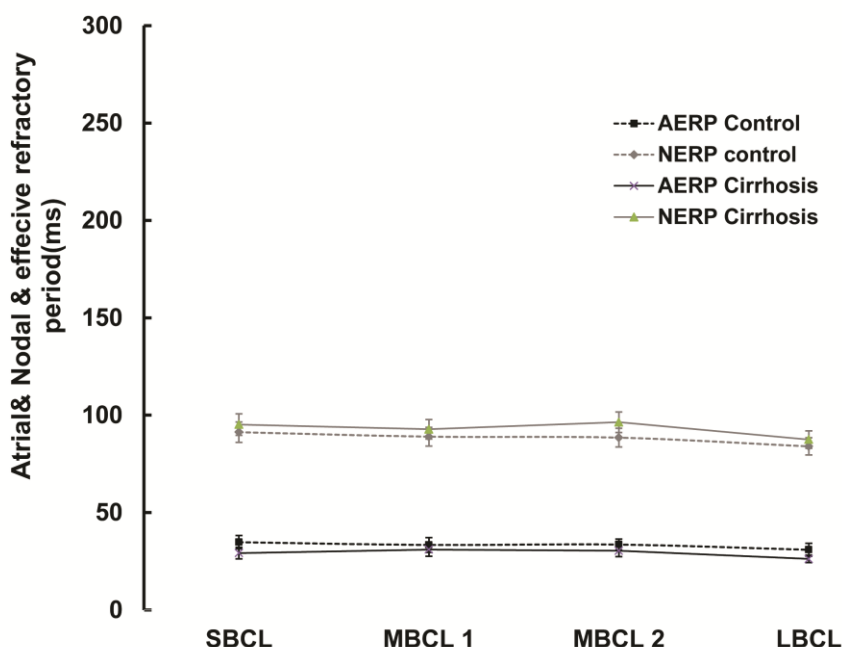 Atrial& Nodal & effecive refractory
period(ms)
300
250
200
150
100
50
0
AERP Control
NERP control
AERP Cirrhosis
NERP Cirrhosis
SBCL MBCL 1 MBCL 2 LBCL